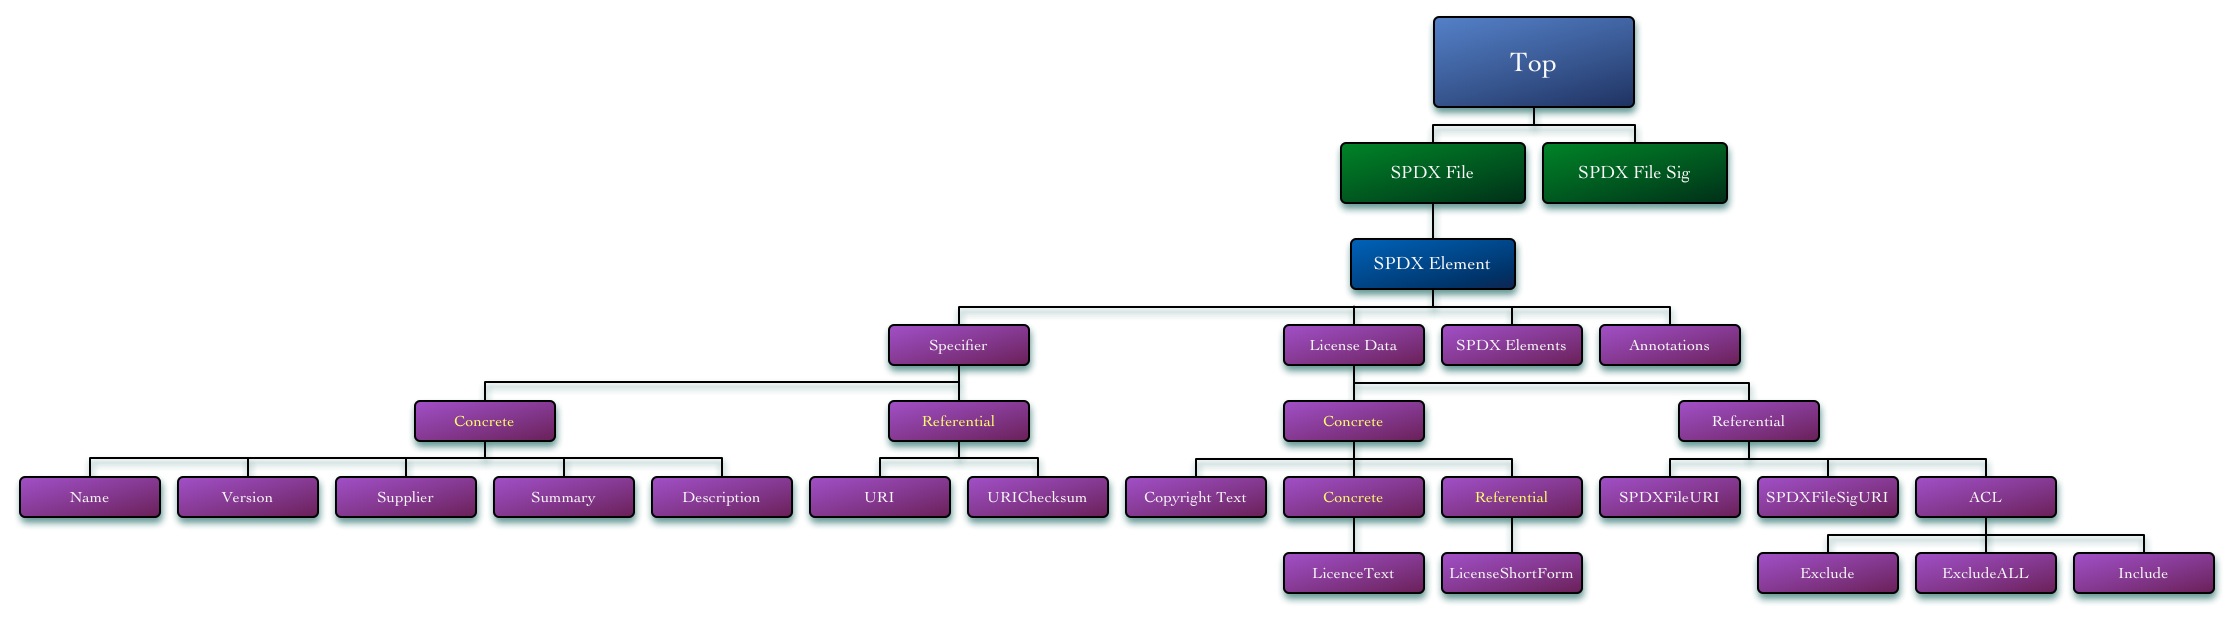 Top
SPDX File
SPDX File Sig
SPDX Element
Specifier
License Data
SPDX Elements
Annotations
Concrete
Referential
Concrete
Referential
Name
Version
Supplier
Summary
Description
URI
URIChecksum
Copyright Text
Concrete
Referential
SPDXFileURI
SPDXFileSigURI
ACL
LicenceText
LicenseShortForm
Exclude
ExcludeALL
Include